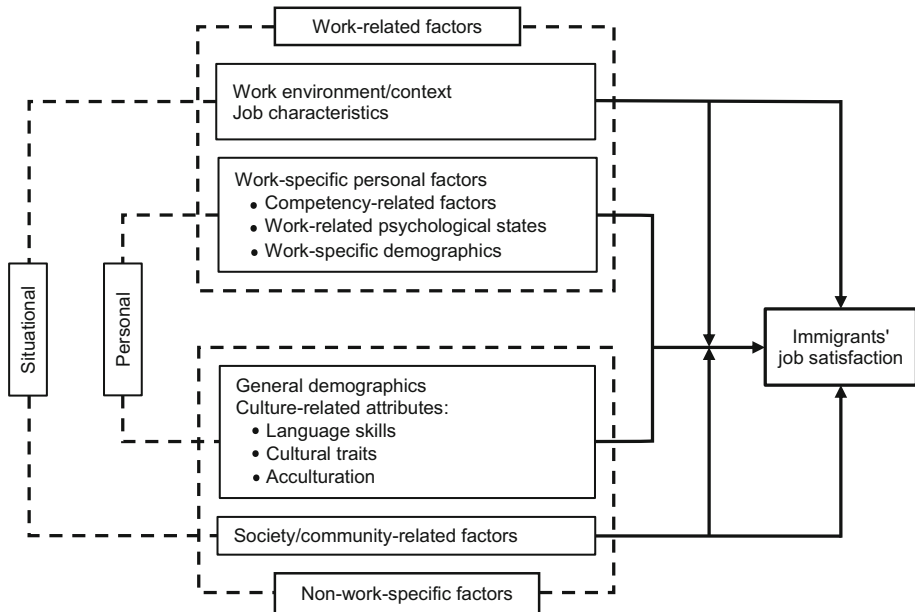 Work-related factors
Work environment/context
Job characteristics
Work-specific personal factors
• Competency-related factors
• Work-related psychological states
• Work-specific demographics
Situational
Personal
Immigrants'
job satisfaction
General demographics
Culture-related attributes:
• Language skills
• Cultural traits
• Acculturation
Society/community-related factors
Non-work-specific factors